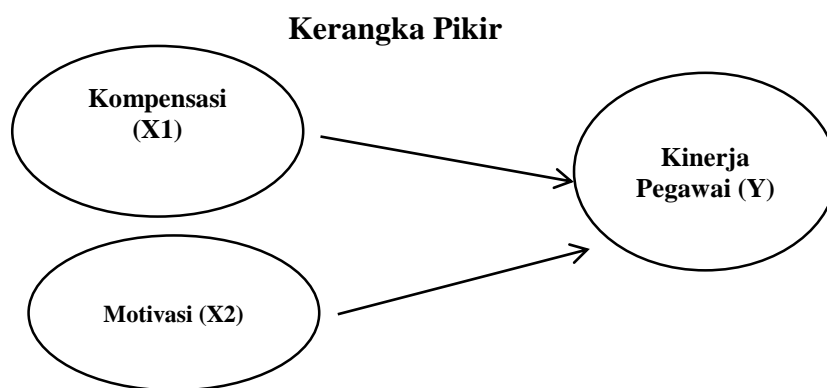 Kerangka Pikir
Kompensasi
(X1)
Kinerja
Pegawai (Y)
Motivasi (X2)